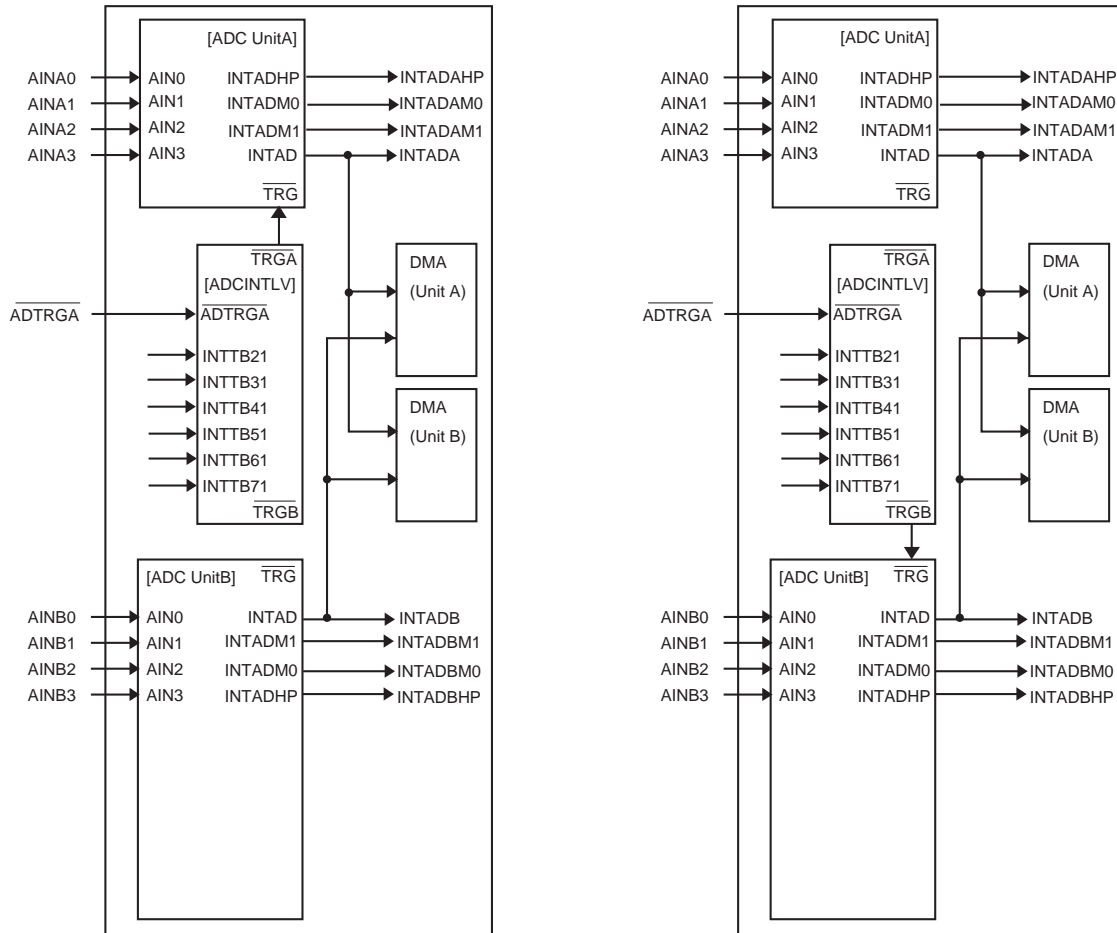 [ADC UnitA]
AINA0 AIN0 INTADHP INTADAHP
AINA1 AIN1 INTADM0 INTADAM0
AINA2 AIN2 INTADM1 INTADAM1
AINA3 AIN3 INTAD INTADA
TRG
TRGA
[ADCINTLV]
ADTRGA ADTRGA
INTTB21
INTTB31
INTTB41
INTTB51
INTTB61
INTTB71
TRGB
DMA
(Unit A)
DMA
(Unit B)
[ADC UnitB] TRG
AINB0 AIN0 INTAD INTADB
AINB1 AIN1 INTADM1 INTADBM1
AINB2 AIN2 INTADM0 INTADBM0
AINB3 AIN3 INTADHP INTADBHP
[ADC UnitA]
AINA0 AIN0 INTADHP INTADAHP
AINA1 AIN1 INTADM0 INTADAM0
AINA2 AIN2 INTADM1 INTADAM1
AINA3 AIN3 INTAD INTADA
TRG
TRGA
[ADCINTLV]
ADTRGA ADTRGA
INTTB21
INTTB31
INTTB41
INTTB51
INTTB61
INTTB71
TRGB
DMA
(Unit A)
DMA
(Unit B)
[ADC UnitB] TRG
AINB0 AIN0 INTAD INTADB
AINB1 AIN1 INTADM1 INTADBM1
AINB2 AIN2 INTADM0 INTADBM0
AINB3 AIN3 INTADHP INTADBHP